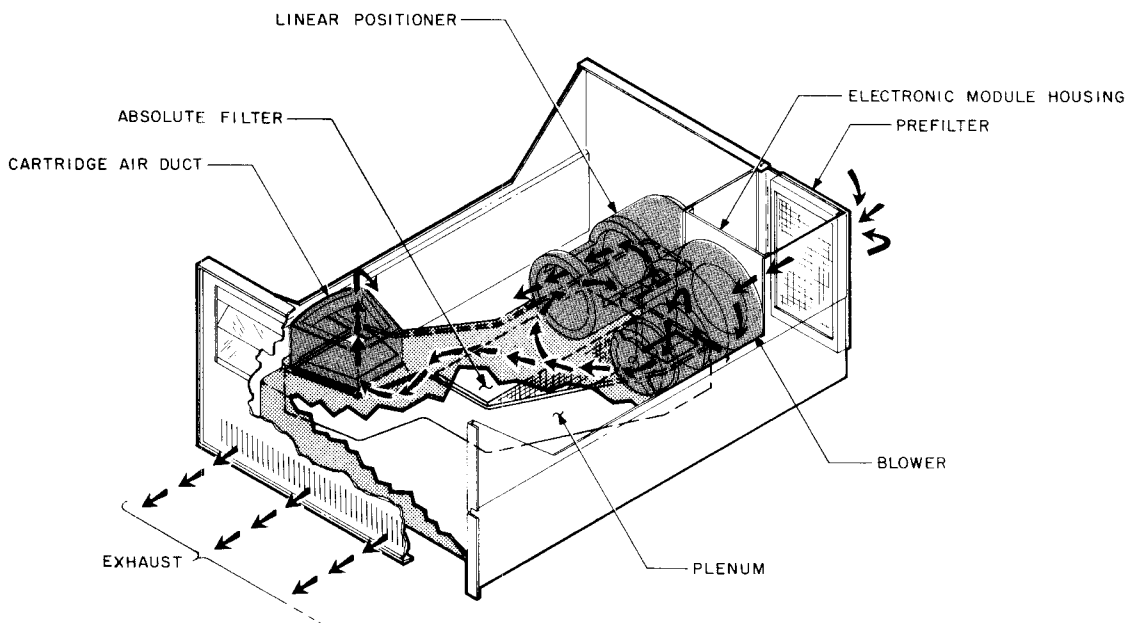 LINEAR POSITIONER
ELECTRONIC MODULE HOUSING
ABSOLUTE FILTER
PREFILTER
CARTRIDGE AIR DUCT
BLOWER
EXHAUST
PLENUM